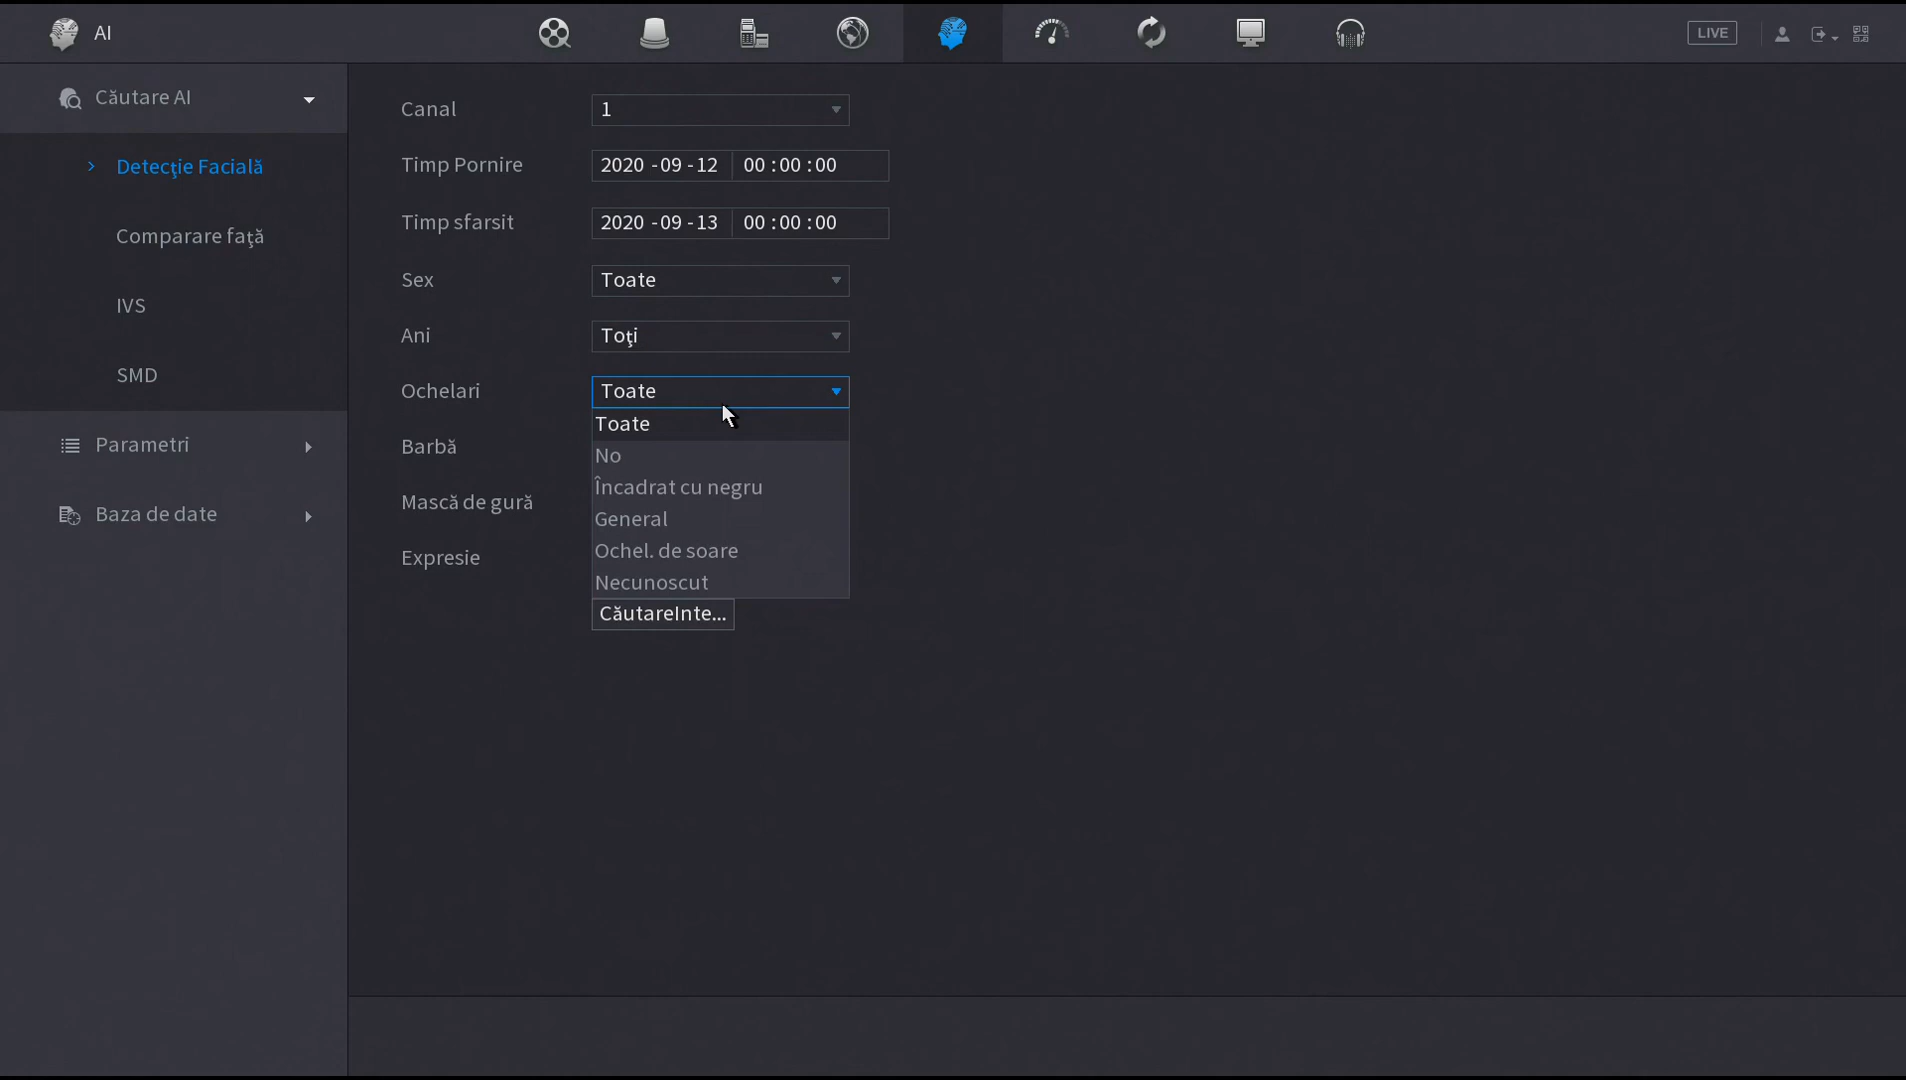 AI
LIVE
Căutare AI
Detecţie Facială
Comparare faţă
IVS
SMD
Parametri
Baza de date
Canal 1
Timp Pornire 2020 -09 -12 00 : 00 : 00
Timp sfarsit 2020 -09 -13 00 : 00 : 00
Sex Toate
Ani Toţi
Ochelari Toate
Toate
Barbă
No
Încadrat cu negru
Mască de gură
General
Ochel. de soare
Expresie
Necunoscut
CăutareInte...